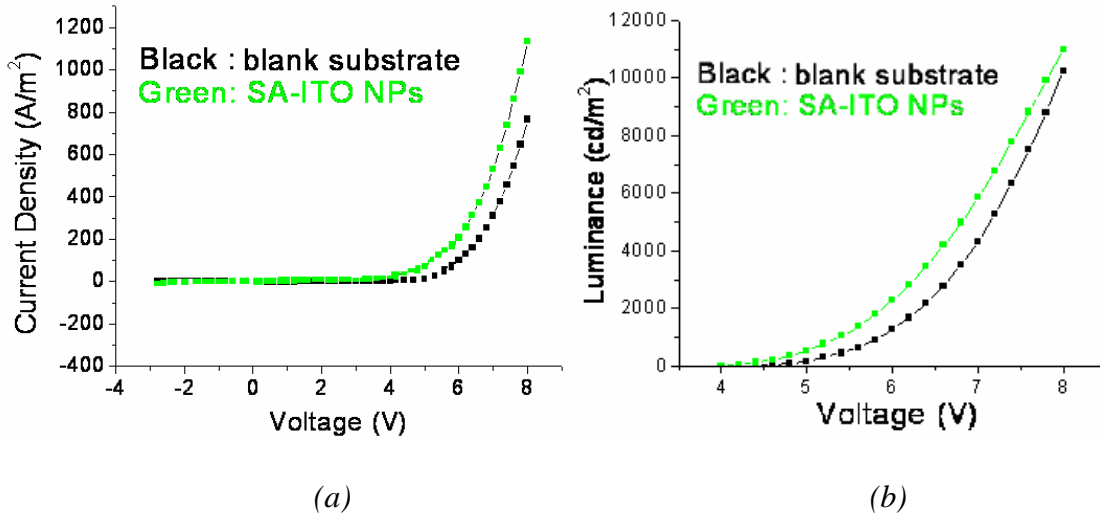 1200
1000
800
600
400
200
0
-200
-400
Current Density (A/m²)
Black : blank substrate
Green: SA-ITO NPs
-4 -2 0 2 4 6 8
Voltage (V)
(a)
12000
10000
8000
6000
4000
2000
0
Luminance (cd/m²)
Black : blank substrate
Green: SA-ITO NPs
4 5 6 7 8
Voltage (V)
(b)